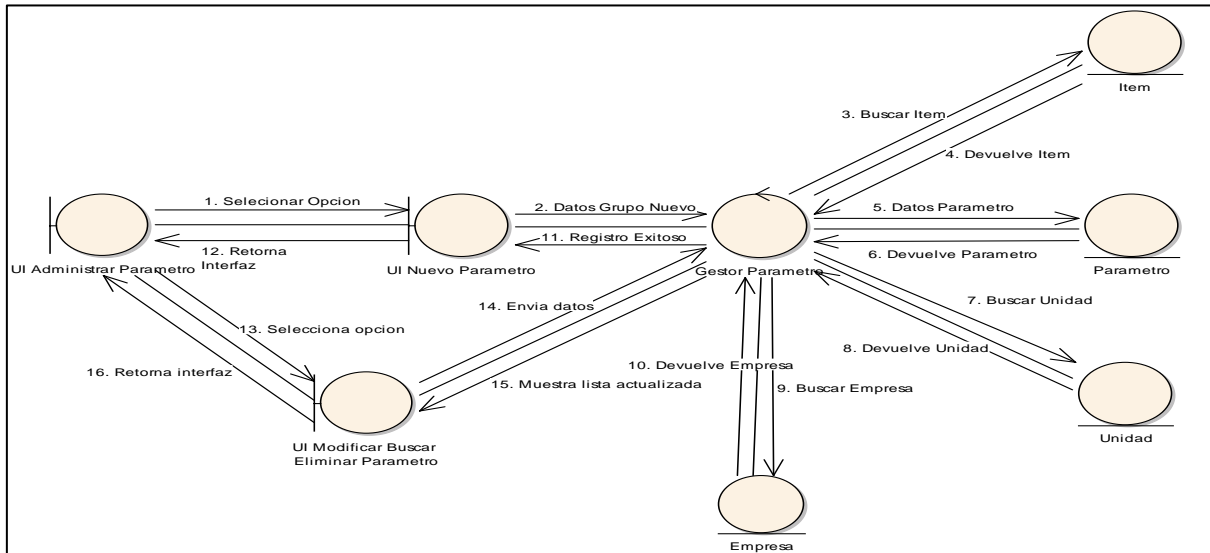 Item
3. Buscar Item
4. Devuelve Item
1. Selecionar Opcion
2. Datos Grupo Nuevo
5. Datos Parametro
11. Registro Exitoso
12. Retorna
Interfaz
6. Devuelve Parametro
UI Administrar Parametro
UI Nuevo Parametro
Gestor Parametro
Parametro
7. Buscar Unidad
14. Envia datos
13. Selecciona opcion
8. Devuelve Unidad
16. Retorna interfaz
10. Devuelve Empresa
15. Muestra lista actualizada
9. Buscar Empresa
Unidad
UI Modificar Buscar
Eliminar Parametro
Empresa